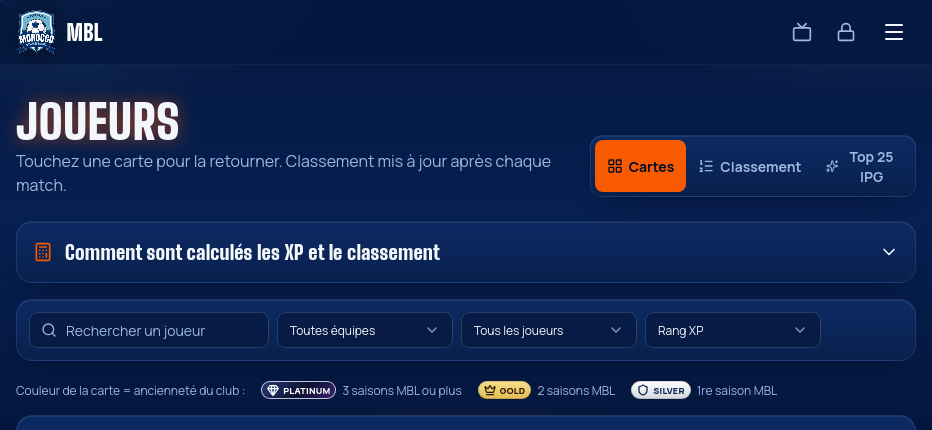 MOROCCO
MBL
JOUEURS
Touchez une carte pour la retourner. Classement mis à jour après chaque
match.
Cartes
Classement
Top 25
IPG
Comment sont calculés les XP et le classement
Rechercher un joueur
Toutes équipes
Tous les joueurs
Rang XP
Couleur de la carte = ancienneté du club :
PLATINUM
3 saisons MBL ou plus
GOLD
2 saisons MBL
SILVER
1re saison MBL